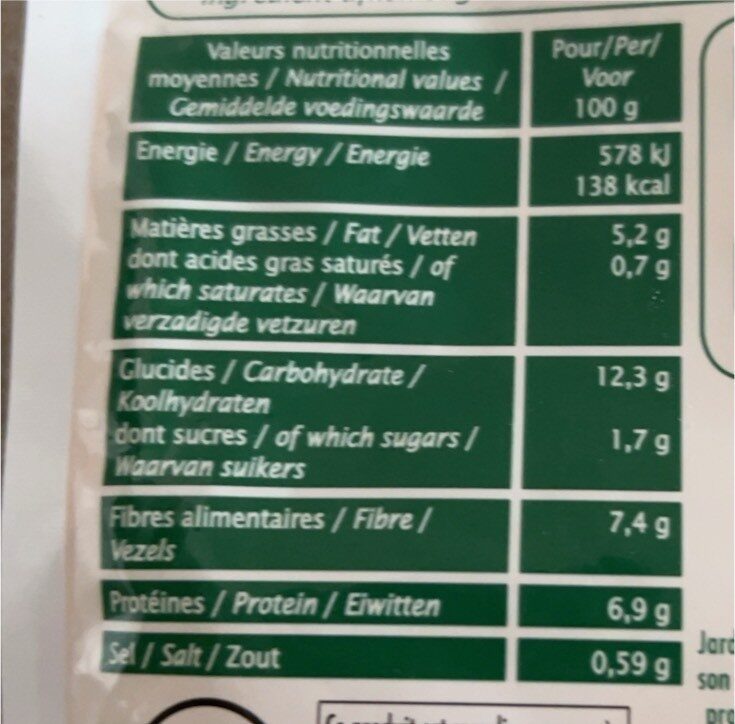 Valeurs nutritionnelles
moyennes / Nutritional values /
Gemiddelde voedingswaarde
Pour/Per/
Voor
100 g
Energie / Energy / Energie
578 kJ
138 kcal
Matières grasses / Fat / Vetten
5,2 g
dont acides gras saturés / of
0,7 g
which saturates / Waarvan
verzadigde vetzuren
Glucides / Carbohydrate /
12,3 g
Koolhydraten
dont sucres / of which sugars /
1,7 g
Waarvan suikers
Fibres alimentaires / Fibre /
7,4 g
Vezels
Protéines / Protein / Eiwitten
6,9 g
Sel / Salt / Zout
0,59 g
son